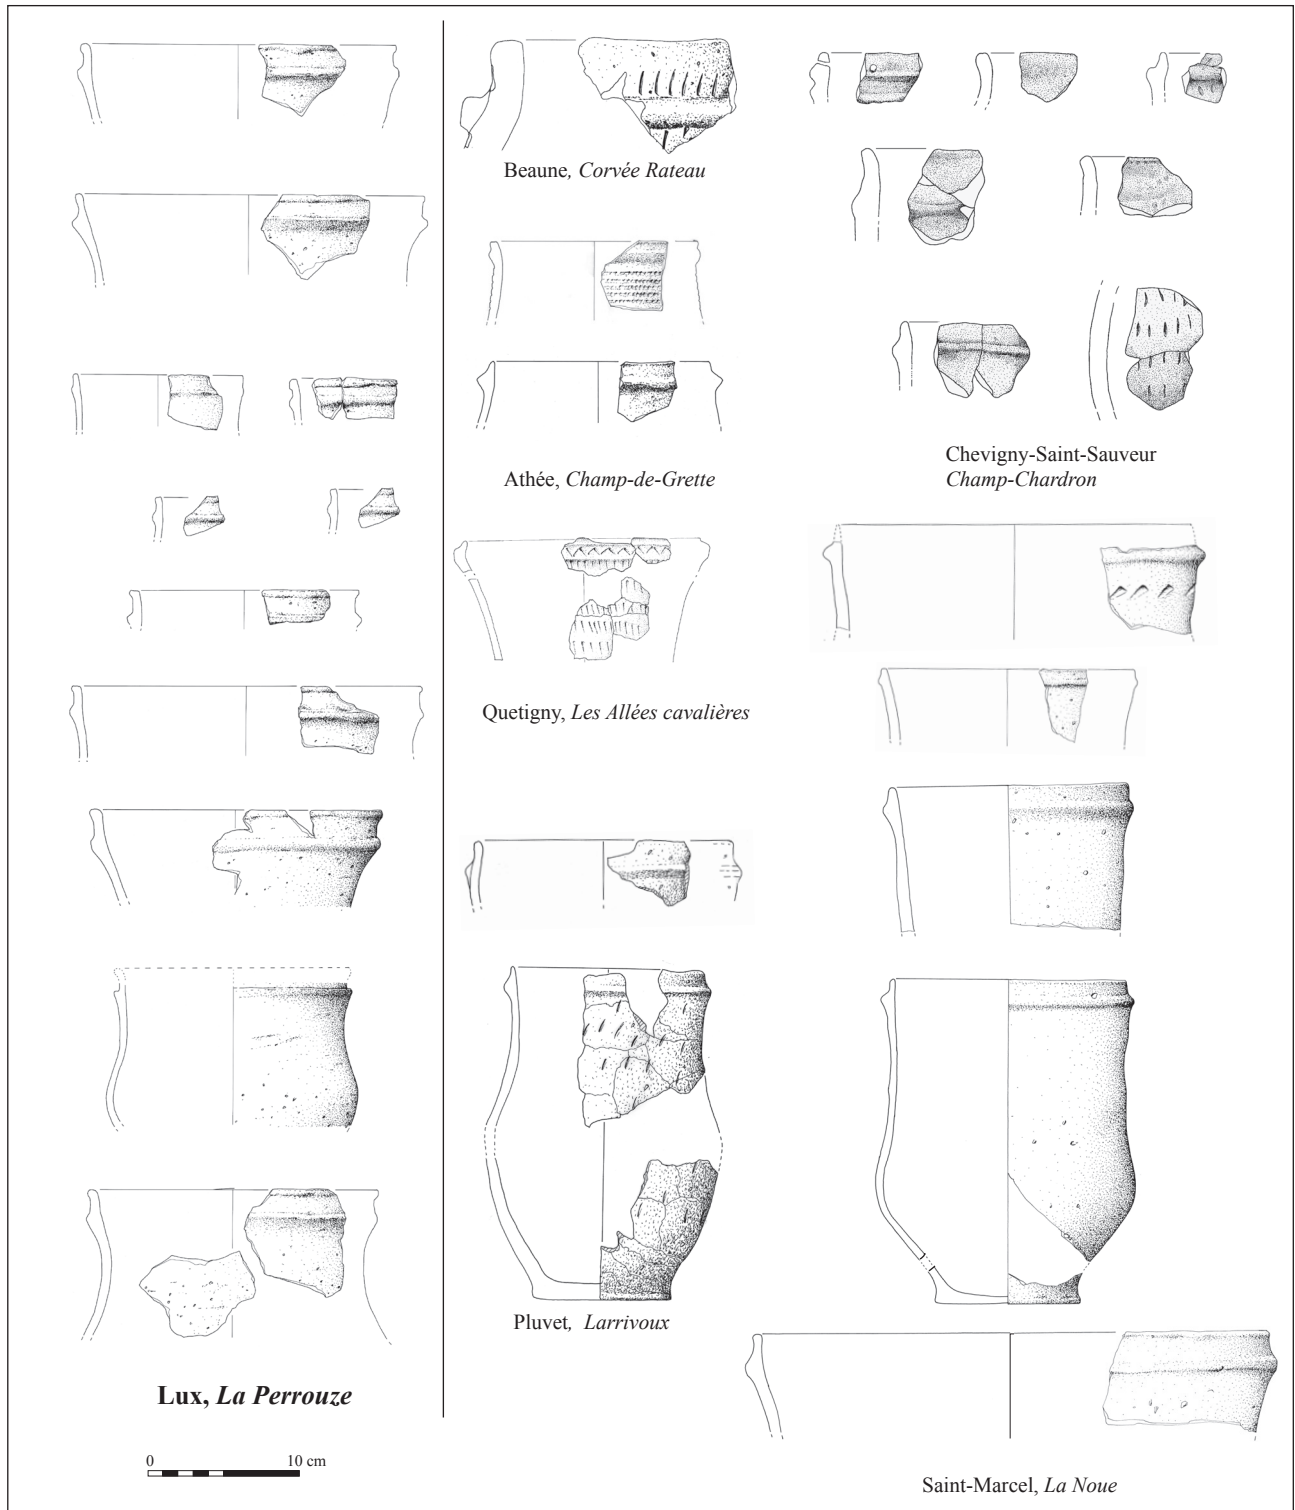 Beaune, Corvée Rateau
Athée, Champ-de-Grette
Chevigny-Saint-Sauveur
Champ-Chardron
Quetigny, Les Allées cavalières
Pluvet, Larrivoux
Lux, La Perrouze
0 10 cm
Saint-Marcel, La Noue